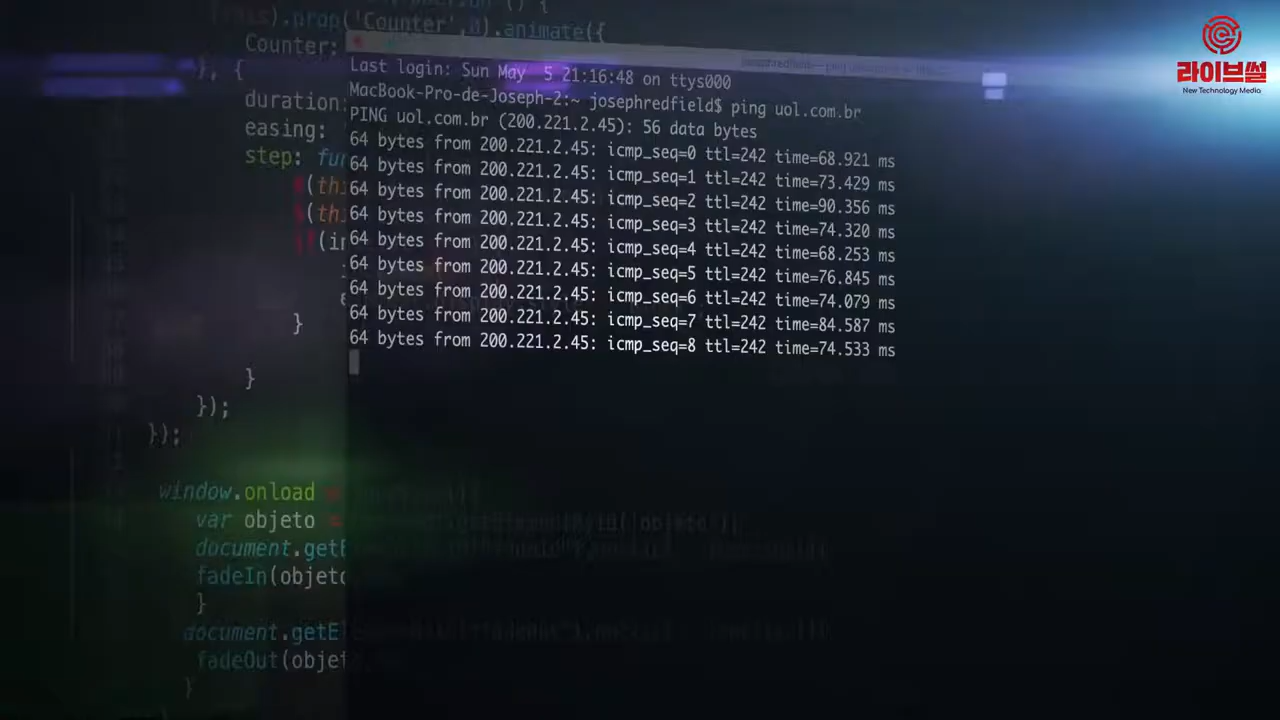 라이브썰
New Technology Media
.prop('Counter',0).animate({
Counter:
}, {
duration:
easing:
step:
}
}
});
});
window.onload
var objeto =
document.getE
fadeIn(objeto
}
document.getE
fadeOut(objet
}
Last login: Sun May  5 21:16:48 on ttys000
MacBook-Pro-de-Joseph-2:~ josephredfield$ ping uol.com.br
PING uol.com.br (200.221.2.45): 56 data bytes
64 bytes from 200.221.2.45: icmp_seq=0 ttl=242 time=68.921 ms
64 bytes from 200.221.2.45: icmp_seq=1 ttl=242 time=73.429 ms
64 bytes from 200.221.2.45: icmp_seq=2 ttl=242 time=90.356 ms
64 bytes from 200.221.2.45: icmp_seq=3 ttl=242 time=74.320 ms
64 bytes from 200.221.2.45: icmp_seq=4 ttl=242 time=68.253 ms
64 bytes from 200.221.2.45: icmp_seq=5 ttl=242 time=76.845 ms
64 bytes from 200.221.2.45: icmp_seq=6 ttl=242 time=74.079 ms
64 bytes from 200.221.2.45: icmp_seq=7 ttl=242 time=84.587 ms
64 bytes from 200.221.2.45: icmp_seq=8 ttl=242 time=74.533 ms